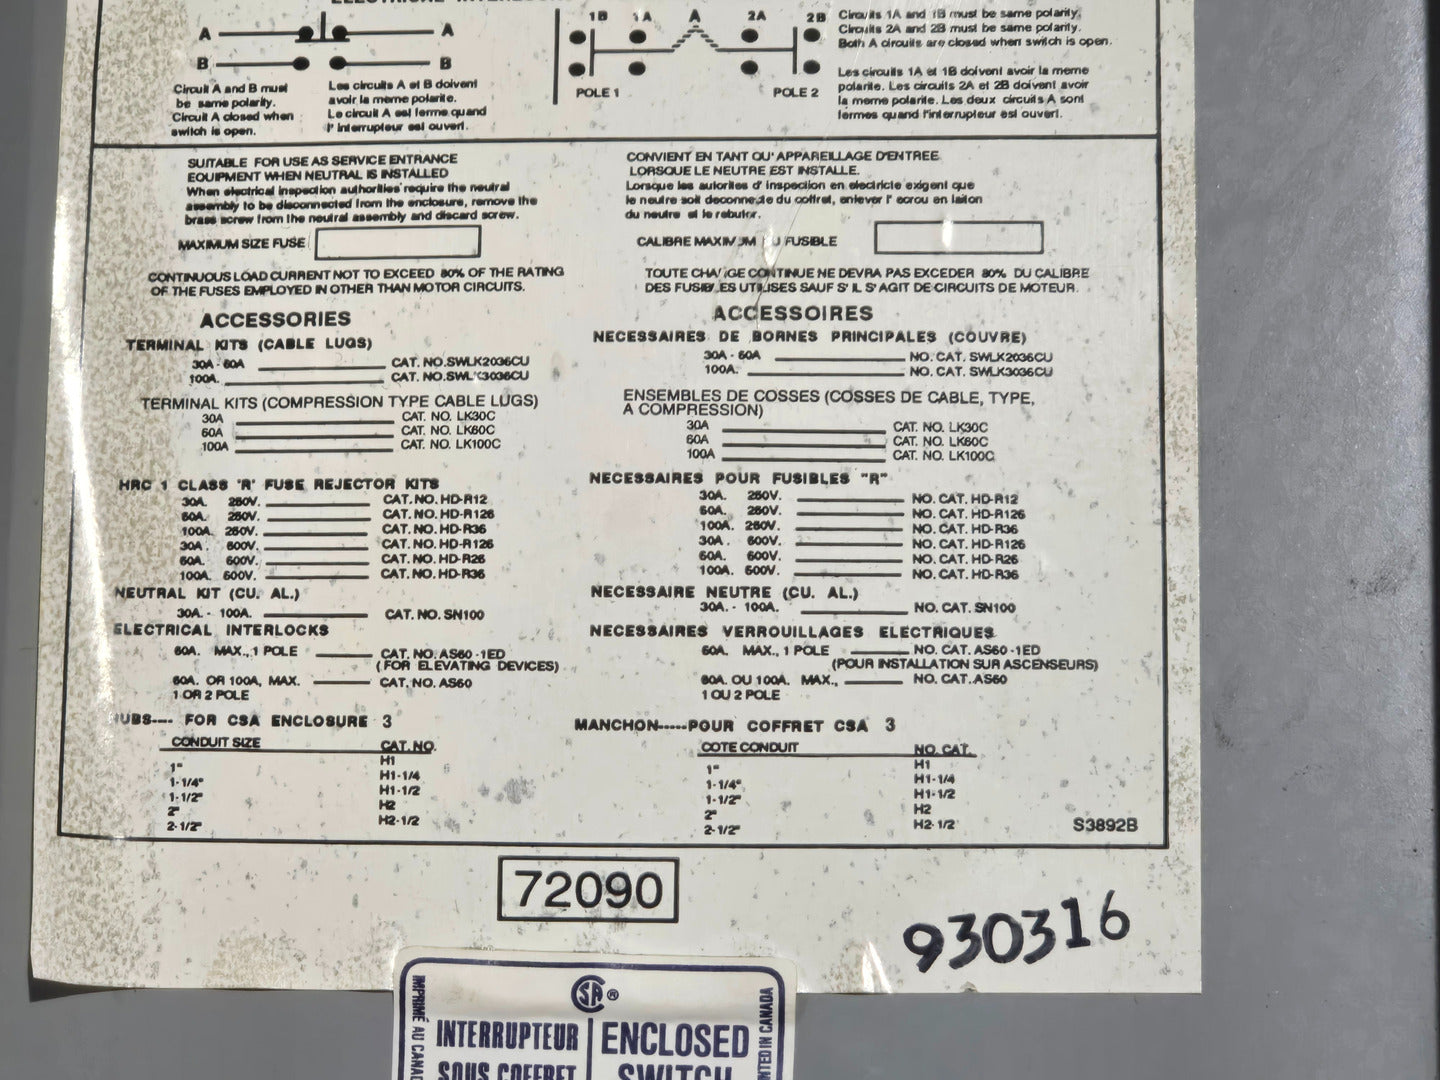 A A 1B 1A A 2A 2B
B B
POLE 1 POLE 2
Circuit A and B must
be same polarity.
Circuit A closed when
switch is open.
Les circuits A et B doivent
avoir la meme polarite.
Le circuit A est ferme quand
l'interrupteur est ouvert.
Circuits 1A and 1B must be same polarity.
Circuits 2A and 2B must be same polarity.
Both A circuits are closed when switch is open.
Les circuits 1A et 1B doivent avoir la meme
polarite. Les circuits 2A et 2B doivent avoir
la meme polarite. Les deux circuits A sont
fermes quand l'interrupteur est ouvert.
SUITABLE FOR USE AS SERVICE ENTRANCE
EQUIPMENT WHEN NEUTRAL IS INSTALLED
When electrical inspection authorities require the neutral
assembly to be disconnected from the enclosure, remove the
brass screw from the neutral assembly and discard screw.
MAXIMUM SIZE FUSE
CONTINUOUS LOAD CURRENT NOT TO EXCEED 80% OF THE RATING
OF THE FUSES EMPLOYED IN OTHER THAN MOTOR CIRCUITS.
ACCESSORIES
TERMINAL KITS (CABLE LUGS)
30A - 60A CAT. NO.SWLK2036CU
100A. CAT. NO.SWLK3036CU
TERMINAL KITS (COMPRESSION TYPE CABLE LUGS)
30A CAT. NO. LK30C
60A CAT. NO. LK60C
100A CAT. NO. LK100C
HRC 1 CLASS 'R' FUSE REJECTOR KITS
30A. 250V. CAT. NO. HD-R12
60A. 250V. CAT. NO. HD-R126
100A. 250V. CAT. NO. HD-R36
30A. 600V. CAT. NO. HD-R126
60A. 600V. CAT. NO. HD-R26
100A. 600V. CAT. NO. HD-R36
NEUTRAL KIT (CU. AL.)
30A. - 100A. CAT. NO. SN100
ELECTRICAL INTERLOCKS
60A. MAX., 1 POLE CAT. NO. AS60-1ED
(FOR ELEVATING DEVICES)
60A. OR 100A, MAX. CAT. NO. AS60
1 OR 2 POLE
HUBS---- FOR CSA ENCLOSURE 3
CONDUIT SIZE CAT. NO.
1" H1
1-1/4" H1-1/4
1-1/2" H1-1/2
2" H2
2-1/2" H2-1/2
CONVIENT EN TANT QU'APPAREILLAGE D'ENTREE
LORSQUE LE NEUTRE EST INSTALLE.
Lorsque les autorites d'inspection en electricite exigent que
le neutre soit deconnecte du coffret, enlever l'ecrou en laiton
du neutre et le rebutor.
CALIBRE MAXIMUM DU FUSIBLE
TOUTE CHARGE CONTINUE NE DEVRA PAS EXCEDER 80% DU CALIBRE
DES FUSIBLES UTILISES SAUF S'IL S'AGIT DE CIRCUITS DE MOTEUR.
ACCESSOIRES
NECESSAIRES DE BORNES PRINCIPALES (COUVRE)
30A - 60A NO. CAT. SWLK2036CU
100A. NO. CAT. SWLK3036CU
ENSEMBLES DE COSSES (COSSES DE CABLE, TYPE,
A COMPRESSION)
30A CAT. NO. LK30C
60A CAT. NO. LK60C
100A CAT. NO. LK100C
NECESSAIRES POUR FUSIBLES "R"
30A. 250V. NO. CAT. HD-R12
60A. 250V. NO. CAT. HD-R126
100A. 250V. NO. CAT. HD-R36
30A. 600V. NO. CAT. HD-R126
60A. 600V. NO. CAT. HD-R26
100A. 600V. NO. CAT. HD-R36
NECESSAIRE NEUTRE (CU. AL.)
30A. - 100A. NO. CAT. SN100
NECESSAIRES VERROUILLAGES ELECTRIQUES
60A. MAX., 1 POLE NO. CAT. AS60-1ED
(POUR INSTALLATION SUR ASCENSEURS)
60A. OU 100A. MAX., NO. CAT. AS60
1 OU 2 POLE
MANCHON-----POUR COFFRET CSA 3
COTE CONDUIT NO. CAT.
1" H1
1-1/4" H1-1/4
1-1/2" H1-1/2
2" H2
2-1/2" H2-1/2
S3892B
72090
930316
CSA ®
IMPRIMÉ AU CANAD
INTERRUPTEUR
SOUS COFFRET
ENCLOSED
SWITCH
NTED IN CANADA